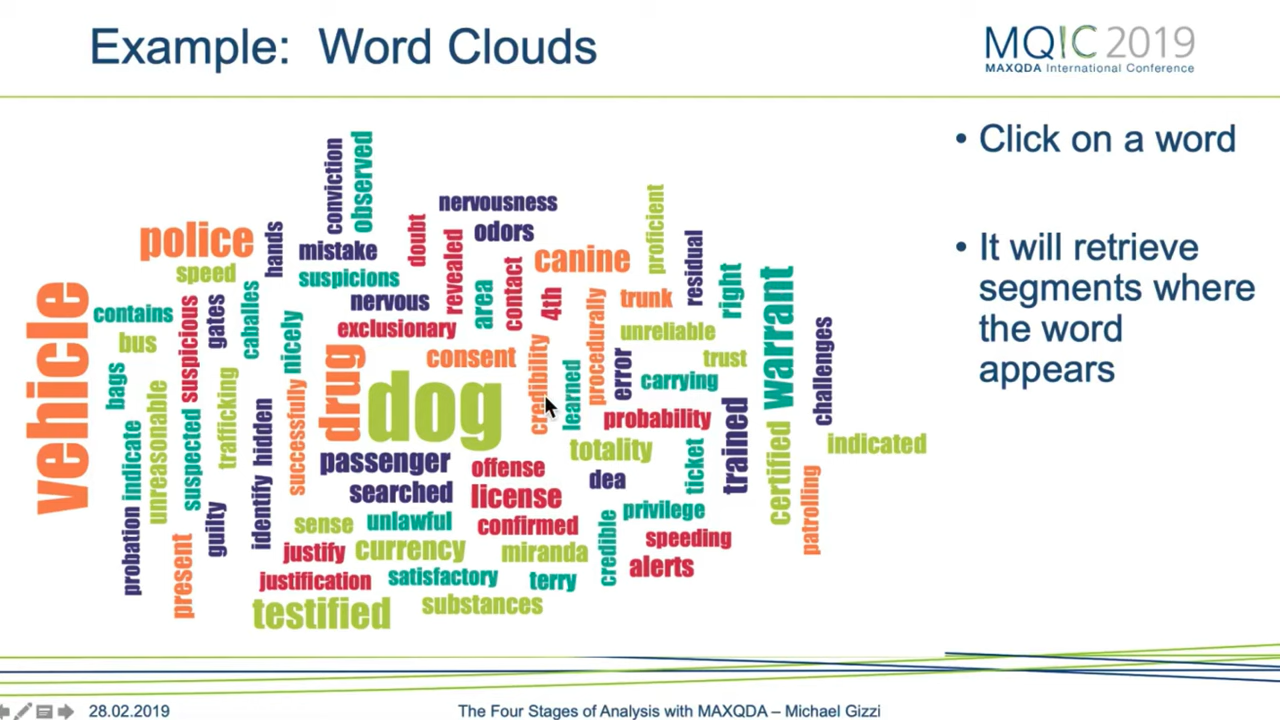 Example: Word Clouds
MQIC 2019
MAXQDA International Conference
• Click on a word
• It will retrieve
segments where
the word
appears
conviction
observed
nervousness
proficient
police
hands
mistake
doubt
revealed
odors
canine
residual
speed
suspicions
area
contact
4th
trunk
right
warrant
vehicle
contains
suspicious
gates
caballes
nicely
nervous
exclusionary
procedurally
unreliable
bus
drug
consent
credibility
learned
error
trust
challenges
bags
unreasonable
trafficking
successfully
dog
carrying
probability
trained
indicate
suspected
hidden
passenger
offense
totality
ticket
certified
indicated
searched
license
dea
patrolling
probation
guilty
identify
sense
unlawful
confirmed
credible
privilege
present
justify
currency
miranda
speeding
justification
satisfactory
terry
alerts
testified
substances
28.02.2019
The Four Stages of Analysis with MAXQDA – Michael Gizzi